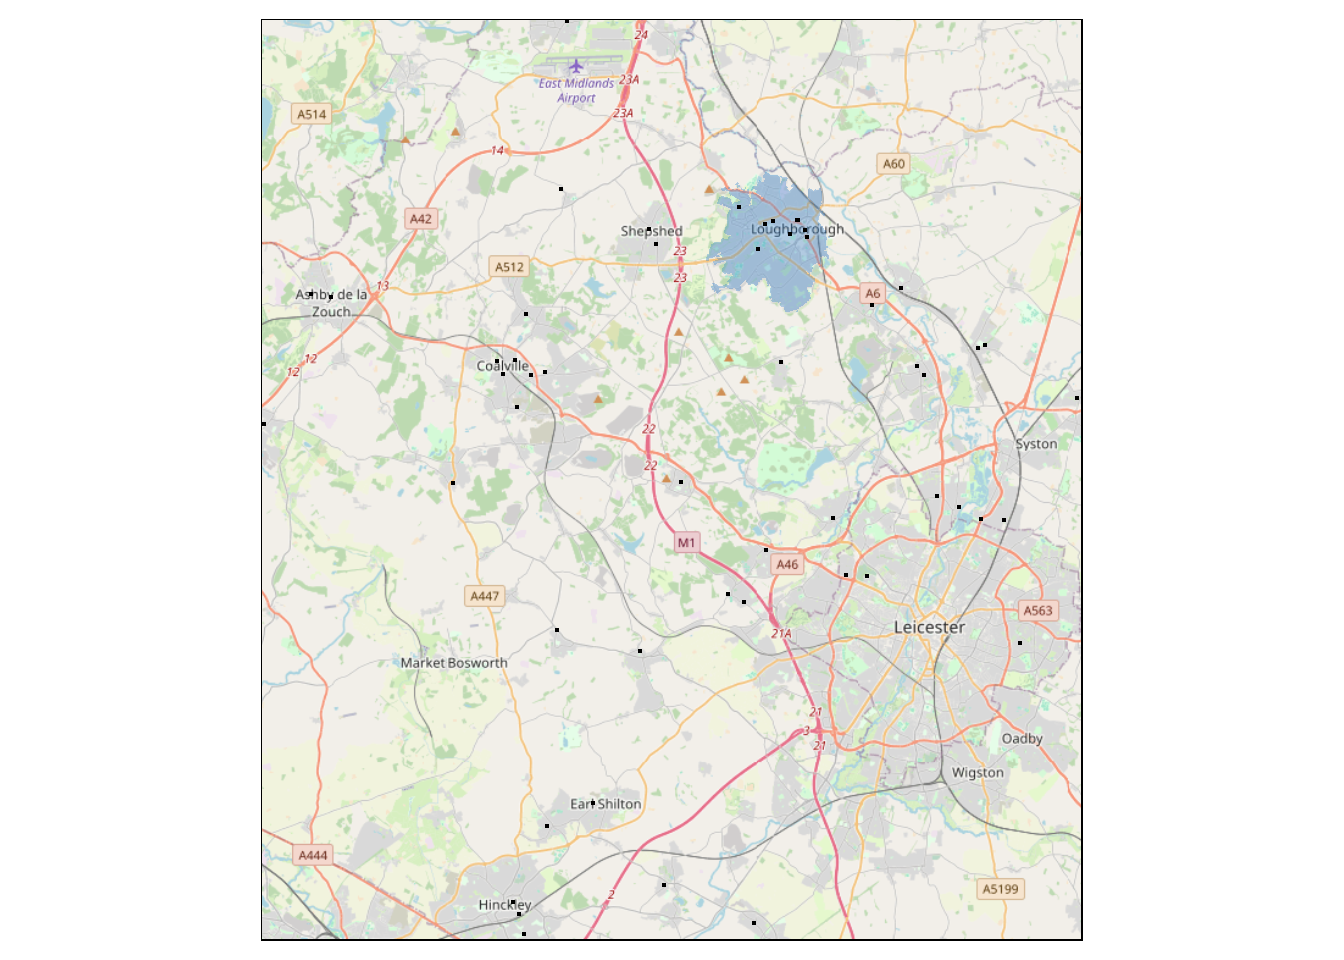 24
23A
East Midlands
Airport
A514
23A
14
A60
A42
Shepshed
Loughborough
23
A512
23
13
A6
Ashby de la
Zouch
12
12
Coalville
22
Syston
22
M1
A46
A447
A563
Leicester
21A
Market Bosworth
21
3
21
Oadby
Wigston
Earl Shilton
A444
A5199
2
Hinckley